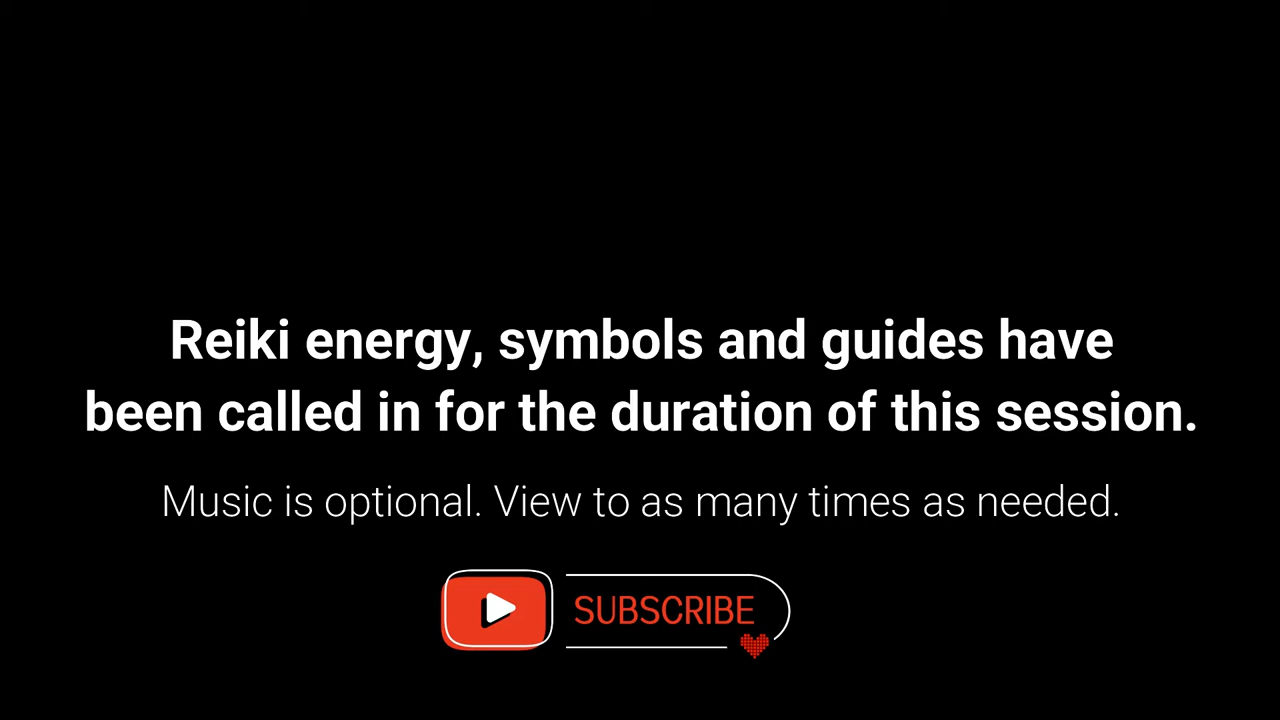 Reiki energy, symbols and guides have
been called in for the duration of this session.
Music is optional. View to as many times as needed.
SUBSCRIBE